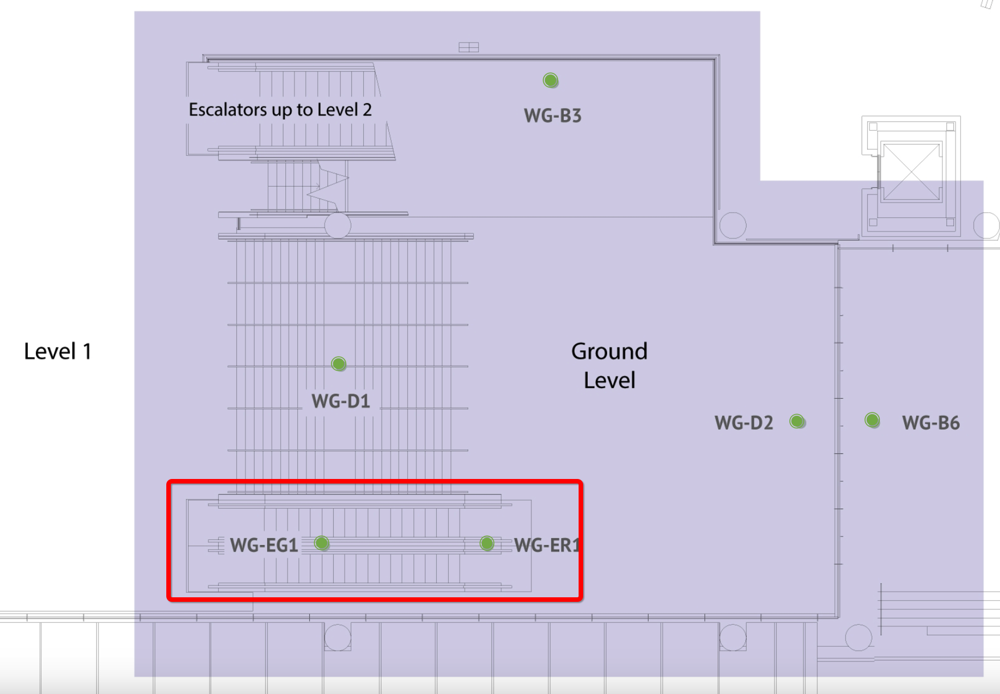 Escalators up to Level 2
WG-B3
Level 1
Ground
Level
WG-D1
WG-D2
WG-B6
WG-EG1
WG-ER1